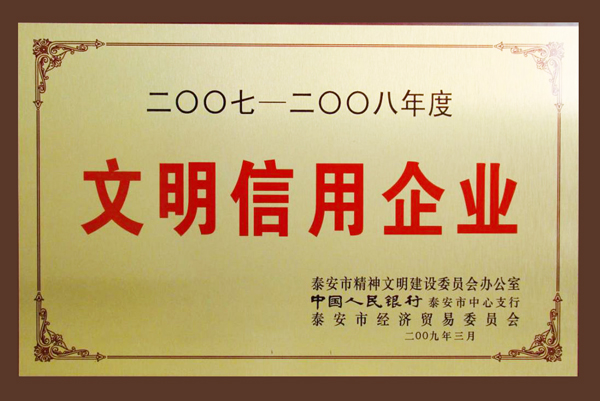 二〇〇七—二〇〇八年度
文明信用企业
泰安市精神文明建设委员会办公室
中国人民银行泰安市中心支行
泰安市经济贸易委员会
二〇〇九年三月